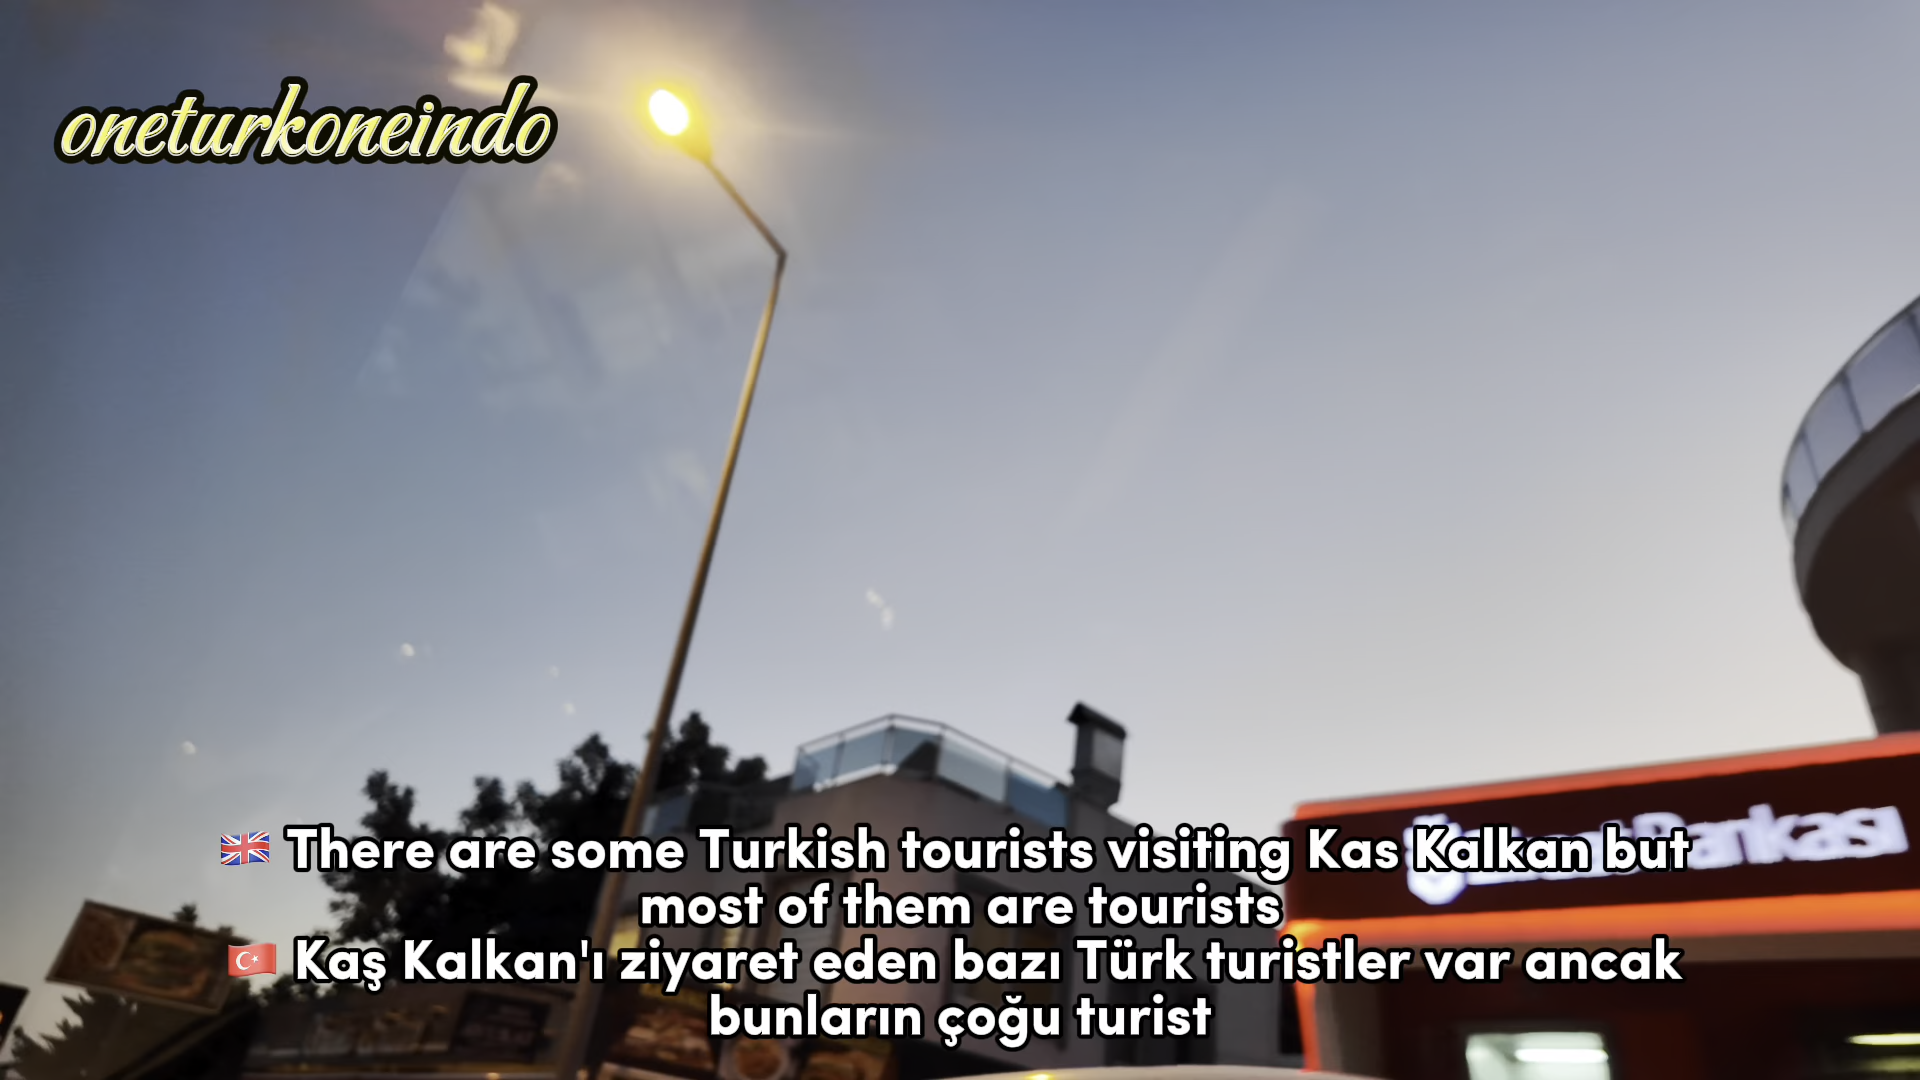 oneturkoneindo
🇬🇧 There are some Turkish tourists visiting Kas Kalkan but
most of them are tourists
🇹🇷 Kaş Kalkan'ı ziyaret eden bazı Türk turistler var ancak
bunların çoğu turist
Bankası